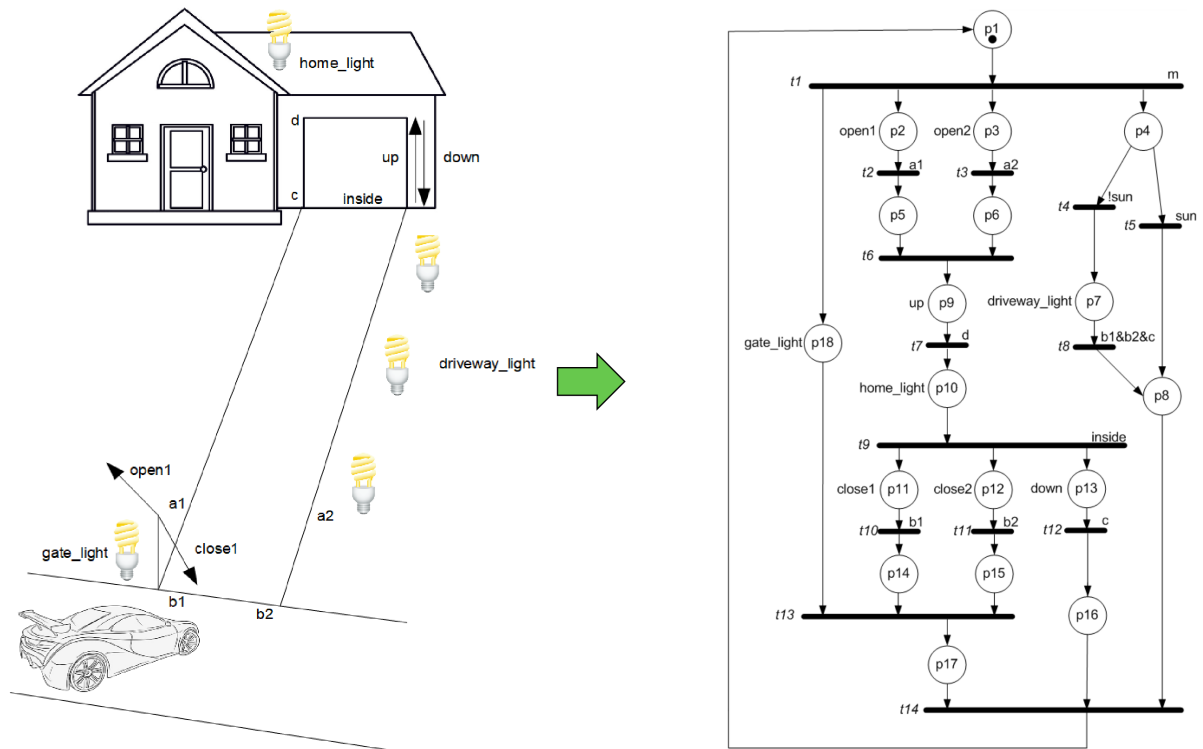 home_light
d
up
down
c
inside
driveway_light
open1
a1
a2
gate_light
close1
b1
b2
p1
t1
m
open1
p2
open2
p3
p4
t2
a1
t3
a2
p5
p6
t4
!sun
t5
sun
t6
up
p9
driveway_light
p7
gate_light
p18
t7
d
t8
b1&b2&c
home_light
p10
p8
t9
inside
close1
p11
close2
p12
down
p13
t10
b1
t11
b2
t12
c
p14
p15
t13
p16
p17
t14